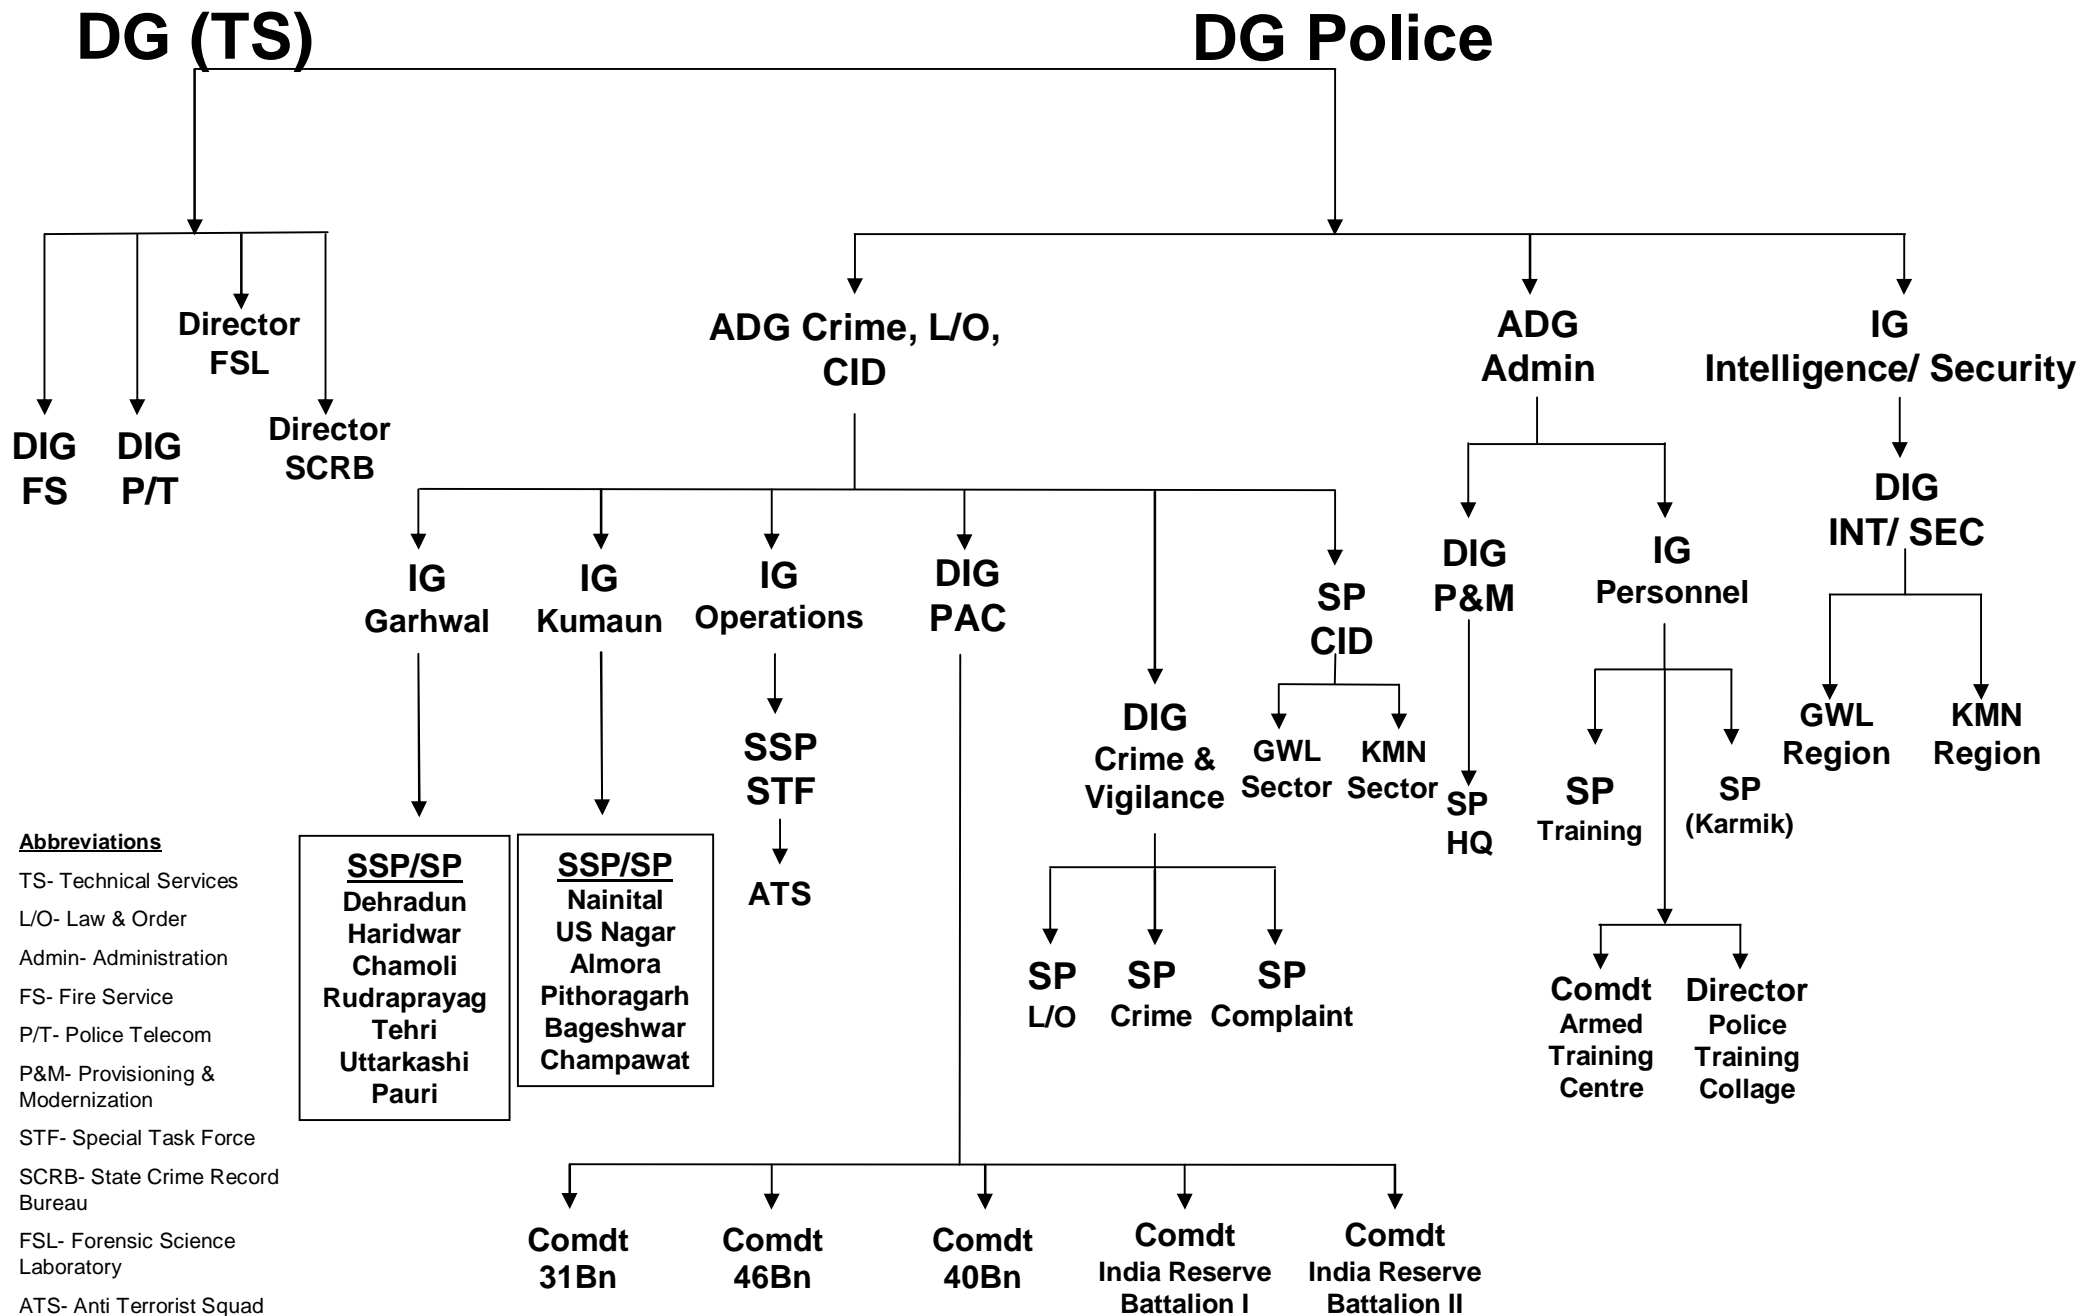 DG (TS)
DG Police
Director
FSL
DIG
FS
DIG
P/T
Director
SCRB
ADG Crime, L/O,
CID
ADG
Admin
IG
Intelligence/ Security
IG
Garhwal
IG
Kumaun
IG
Operations
DIG
PAC
SP
CID
DIG
P&M
IG
Personnel
DIG
INT/ SEC
SSP
STF
ATS
DIG
Crime &
Vigilance
GWL
Sector
KMN
Sector
SP
HQ
SP
Training
SP
(Karmik)
GWL
Region
KMN
Region
SSP/SP
Dehradun
Haridwar
Chamoli
Rudraprayag
Tehri
Uttarkashi
Pauri
SSP/SP
Nainital
US Nagar
Almora
Pithoragarh
Bageshwar
Champawat
SP
L/O
SP
Crime
SP
Complaint
Comdt
Armed
Training
Centre
Director
Police
Training
Collage
Comdt
31Bn
Comdt
46Bn
Comdt
40Bn
Comdt
India Reserve
Battalion I
Comdt
India Reserve
Battalion II
Abbreviations
TS- Technical Services
L/O- Law & Order
Admin- Administration
FS- Fire Service
P/T- Police Telecom
P&M- Provisioning &
Modernization
STF- Special Task Force
SCRB- State Crime Record
Bureau
FSL- Forensic Science
Laboratory
ATS- Anti Terrorist Squad